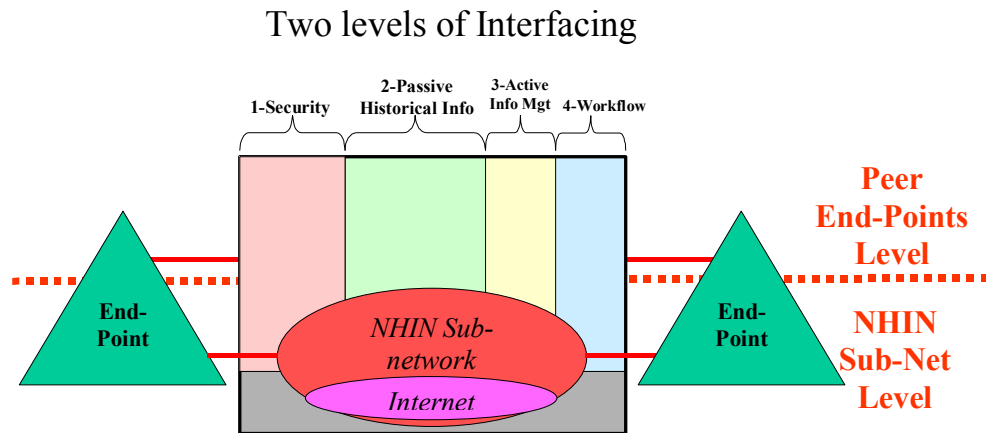 Two levels of Interfacing
1-Security
2-Passive
Historical Info
3-Active
Info Mgt
4-Workflow
Peer
End-Points
Level
End-
Point
NHIN Sub-
network
Internet
End-
Point
NHIN
Sub-Net
Level